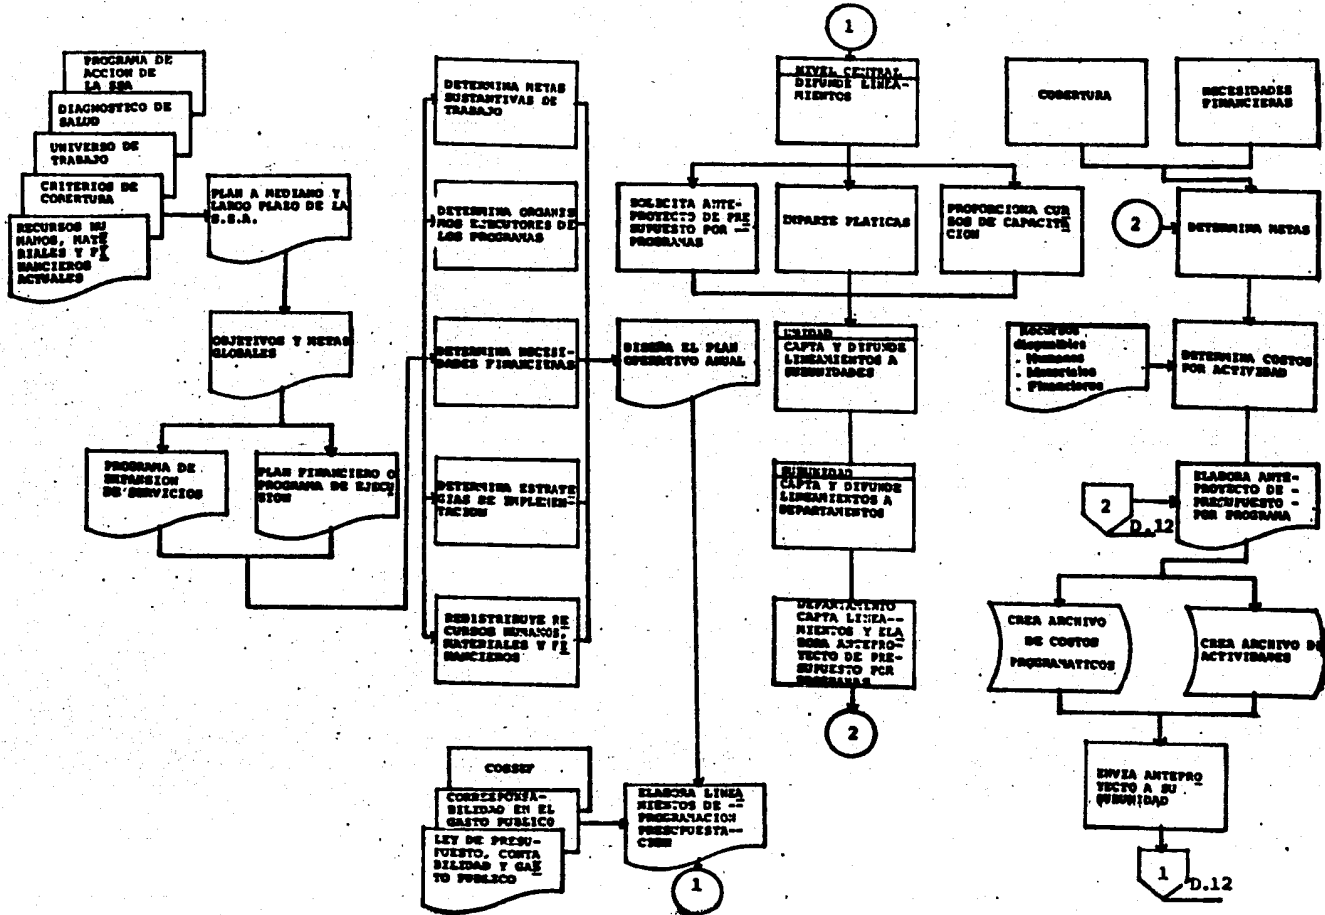 PROGRAMA DE
ACCION DE
LA SSA
DIAGNOSTICO DE
SALUD
UNIVERSO DE
TRABAJO
CRITERIOS DE
COBERTURA
RECURSOS HU
MANOS, MATE
RIALES Y FI
NANCIEROS
ACTUALES
PLAN A MEDIANO Y
LARGO PLAZO DE LA
S.S.A.
OBJETIVOS Y METAS
GLOBALES
PROGRAMA DE
EXPANSION
DE SERVICIOS
PLAN FINANCIERO O
PROGRAMA DE EJECU
SION
DETERMINA METAS
SUSTANTIVAS DE
TRABAJO
DETERMINA ORGANIS
MOS EJECUTORES DE
LOS PROGRAMAS
DETERMINA NECESI-
DADES FINANCIERAS
DETERMINA ESTRATE
GIAS DE IMPLEMEN-
TACION
REDISTRIBUYE RE
CURSOS HUMANOS,
MATERIALES Y FI
NANCIEROS
DISEÑA EL PLAN
OPERATIVO ANUAL
COSSEP
CORRESPONSA-
BILIDAD EN EL
GASTO PUBLICO
LEY DE PRESU-
PUESTO, CONTA
BILIDAD Y GAS
TO PUBLICO
ELABORA LINEA
MIENTOS DE --
PROGRAMACION
PRESUPUESTA--
CION
1
1
NIVEL CENTRAL
DIFUNDE LINEA-
MIENTOS
SOLICITA ANTE-
PROYECTO DE PRE
SUPUESTO POR --
PROGRAMAS
IMPARTE PLATICAS
PROPORCIONA CUR
SOS DE CAPACITA
CION
UNIDAD
CAPTA Y DIFUNDE
LINEAMIENTOS A
SUBUNIDADES
SUBUNIDAD
CAPTA Y DIFUNDE
LINEAMIENTOS A
DEPARTAMENTOS
DEPARTAMENTO
CAPTA LINEA--
MIENTOS Y ELA
BORA ANTEPRO-
YECTO DE PRE-
SUPUESTO POR
PROGRAMAS
2
COBERTURA
NECESIDADES
FINANCIERAS
2
DETERMINA METAS
Recursos
disponibles
. Humanos
. Materiales
. Financieros
DETERMINA COSTOS
POR ACTIVIDAD
2
D.12
ELABORA ANTE-
PROYECTO DE -
PRESUPUESTO -
POR PROGRAMA
CREA ARCHIVO
DE COSTOS
PROGRAMATICOS
CREA ARCHIVO DE
ACTIVIDADES
ENVIA ANTEPRO
YECTO A SU
SUBUNIDAD
1
D.12